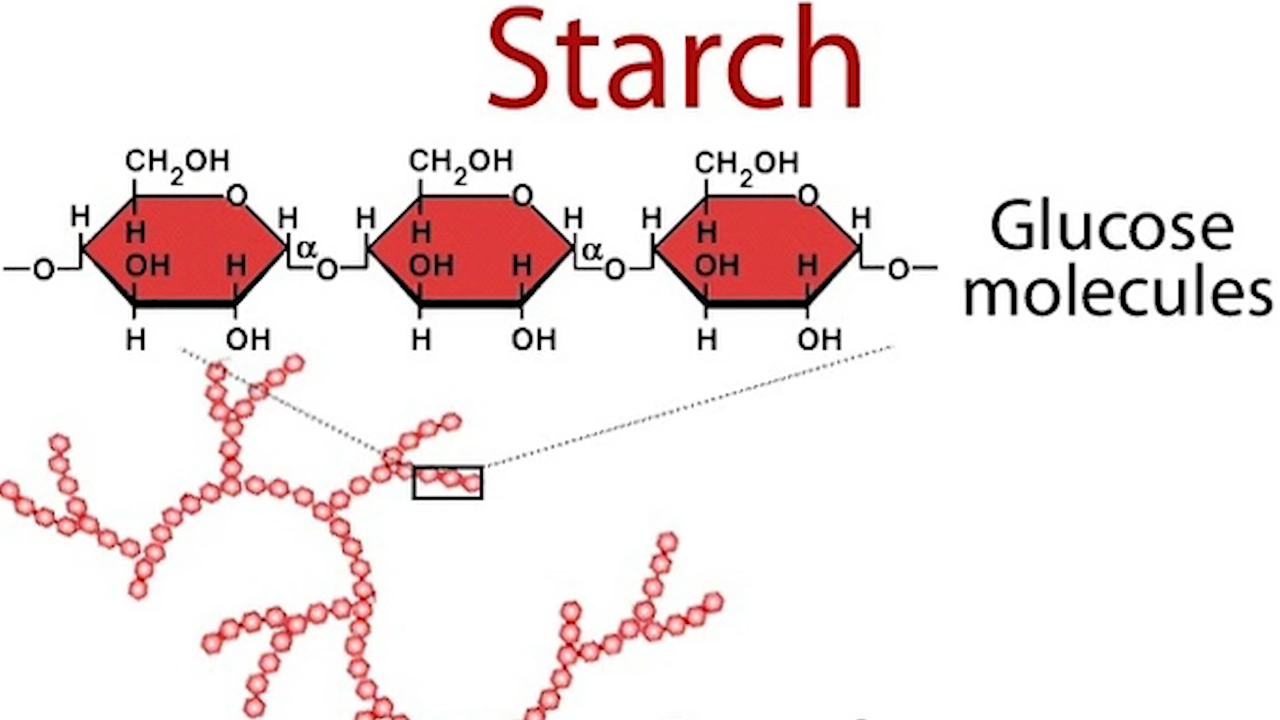 Starch
CH2OH CH2OH CH2OH
O O O
H H H H H H
H H H
α α
OH H OH H OH H
O O O O
H OH H OH H OH
Glucose
molecules